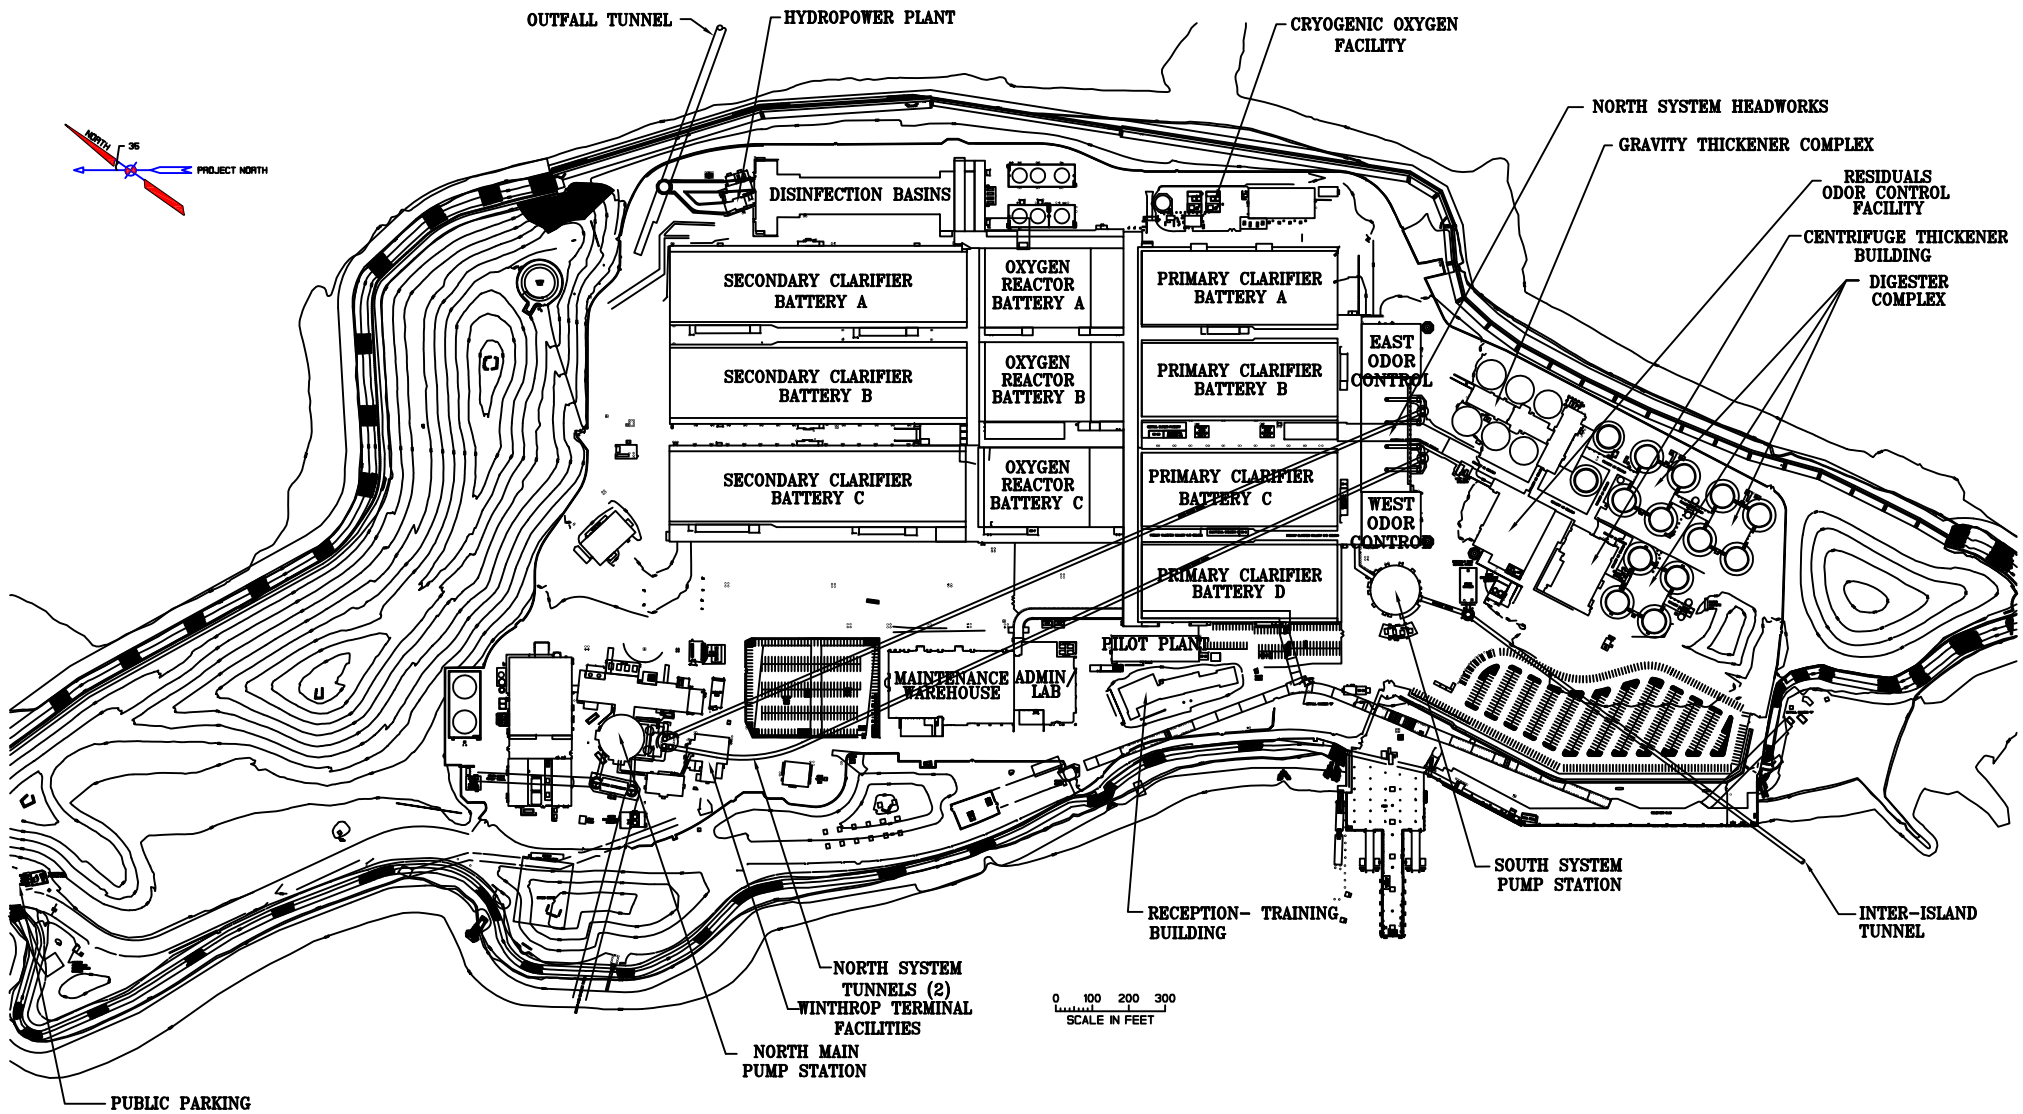 OUTFALL TUNNEL
HYDROPOWER PLANT
CRYOGENIC OXYGEN
FACILITY
NORTH SYSTEM HEADWORKS
GRAVITY THICKENER COMPLEX
RESIDUALS
ODOR CONTROL
FACILITY
CENTRIFUGE THICKENER
BUILDING
DIGESTER
COMPLEX
NORTH
36
PROJECT NORTH
DISINFECTION BASINS
SECONDARY CLARIFIER
BATTERY A
OXYGEN
REACTOR
BATTERY A
PRIMARY CLARIFIER
BATTERY A
EAST
ODOR
CONTROL
SECONDARY CLARIFIER
BATTERY B
OXYGEN
REACTOR
BATTERY B
PRIMARY CLARIFIER
BATTERY B
SECONDARY CLARIFIER
BATTERY C
OXYGEN
REACTOR
BATTERY C
PRIMARY CLARIFIER
BATTERY C
WEST
ODOR
CONTROL
PRIMARY CLARIFIER
BATTERY D
PILOT PLANT
MAINTENANCE
WAREHOUSE
ADMIN/
LAB
SOUTH SYSTEM
PUMP STATION
RECEPTION- TRAINING
BUILDING
INTER-ISLAND
TUNNEL
NORTH SYSTEM
TUNNELS (2)
WINTHROP TERMINAL
FACILITIES
NORTH MAIN
PUMP STATION
0 100 200 300
SCALE IN FEET
PUBLIC PARKING